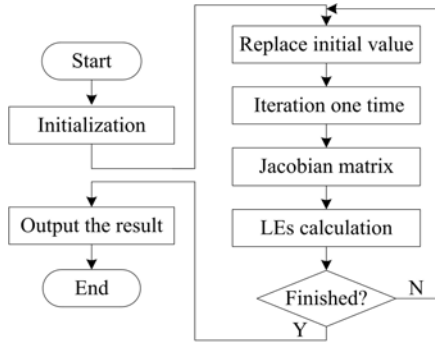 Start
Initialization
Replace initial value
Iteration one time
Jacobian matrix
LEs calculation
Finished?
N
Y
Output the result
End